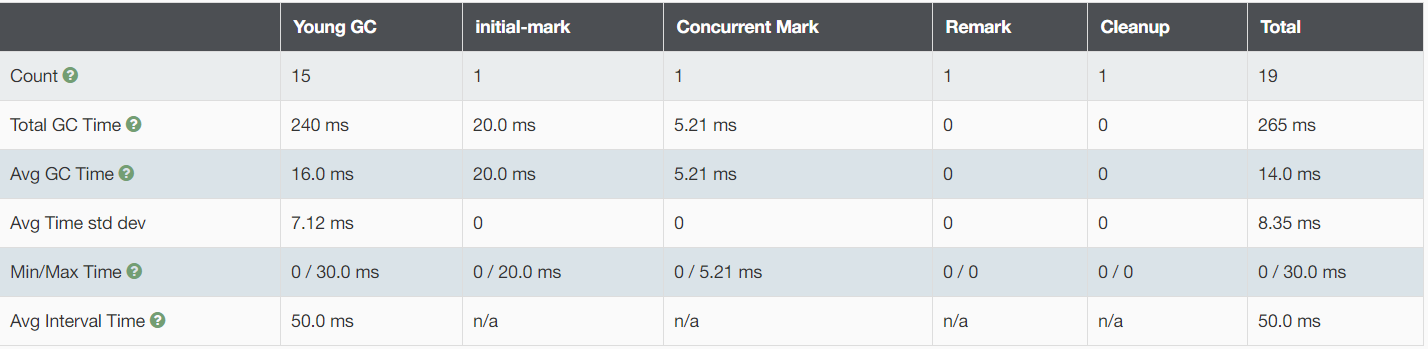 Young GC initial-mark Concurrent Mark Remark Cleanup Total
Count ? 15 1 1 1 1 19
Total GC Time ? 240 ms 20.0 ms 5.21 ms 0 0 265 ms
Avg GC Time ? 16.0 ms 20.0 ms 5.21 ms 0 0 14.0 ms
Avg Time std dev 7.12 ms 0 0 0 0 8.35 ms
Min/Max Time ? 0 / 30.0 ms 0 / 20.0 ms 0 / 5.21 ms 0 / 0 0 / 0 0 / 30.0 ms
Avg Interval Time ? 50.0 ms n/a n/a n/a n/a 50.0 ms